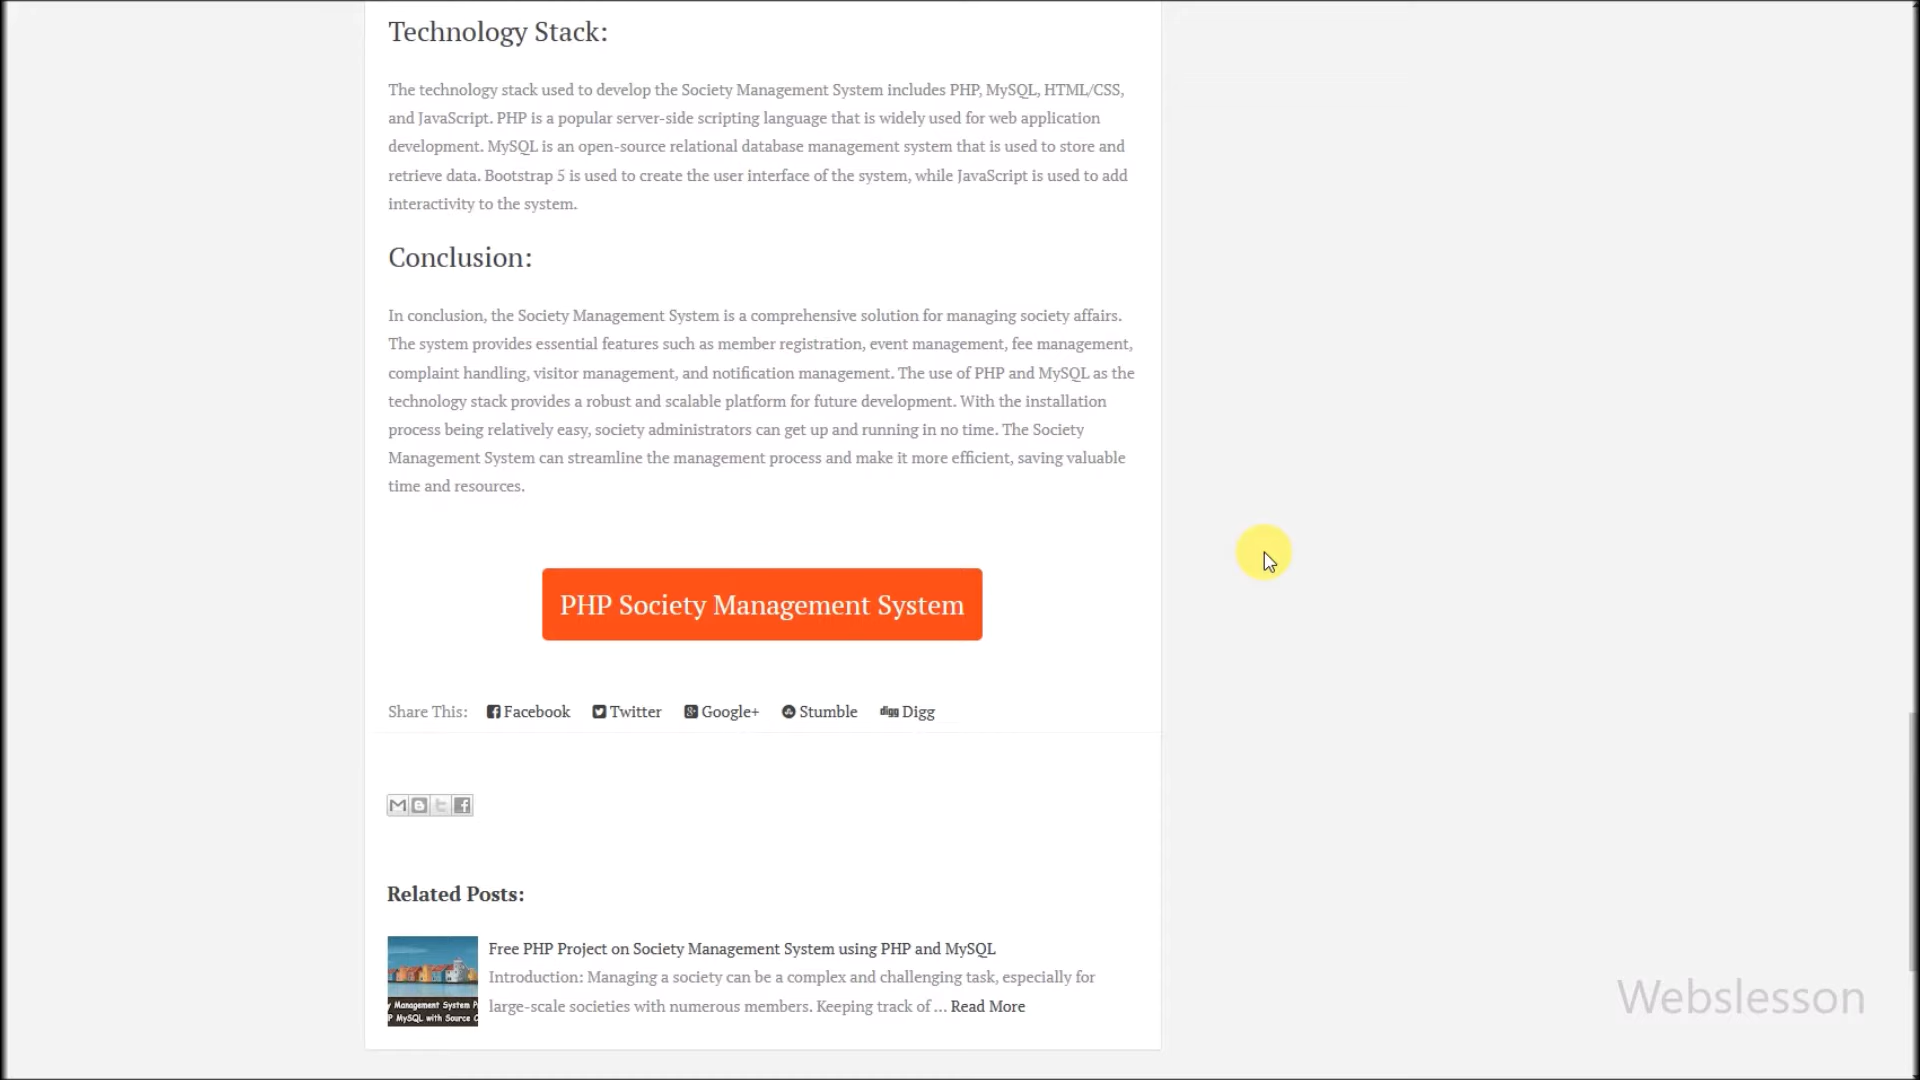 Technology Stack:
The technology stack used to develop the Society Management System includes PHP, MySQL, HTML/CSS,
and JavaScript. PHP is a popular server-side scripting language that is widely used for web application
development. MySQL is an open-source relational database management system that is used to store and
retrieve data. Bootstrap 5 is used to create the user interface of the system, while JavaScript is used to add
interactivity to the system.
Conclusion:
In conclusion, the Society Management System is a comprehensive solution for managing society affairs.
The system provides essential features such as member registration, event management, fee management,
complaint handling, visitor management, and notification management. The use of PHP and MySQL as the
technology stack provides a robust and scalable platform for future development. With the installation
process being relatively easy, society administrators can get up and running in no time. The Society
Management System can streamline the management process and make it more efficient, saving valuable
time and resources.
PHP Society Management System
Share This: Facebook Twitter Google+ Stumble digg Digg
Related Posts:
Free PHP Project on Society Management System using PHP and MySQL
Introduction: Managing a society can be a complex and challenging task, especially for
large-scale societies with numerous members. Keeping track of ... Read More
y Management System P
P MySQL with Source C
Webslesson